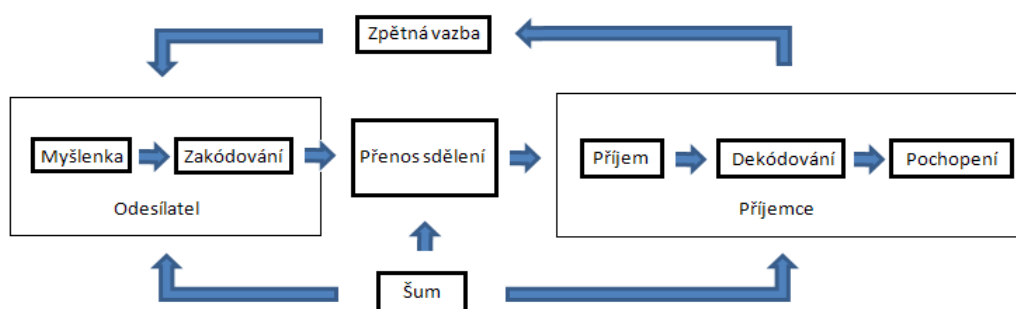 Zpětná vazba
Myšlenka
Zakódování
Odesílatel
Přenos sdělení
Příjem
Dekódování
Pochopení
Příjemce
Šum